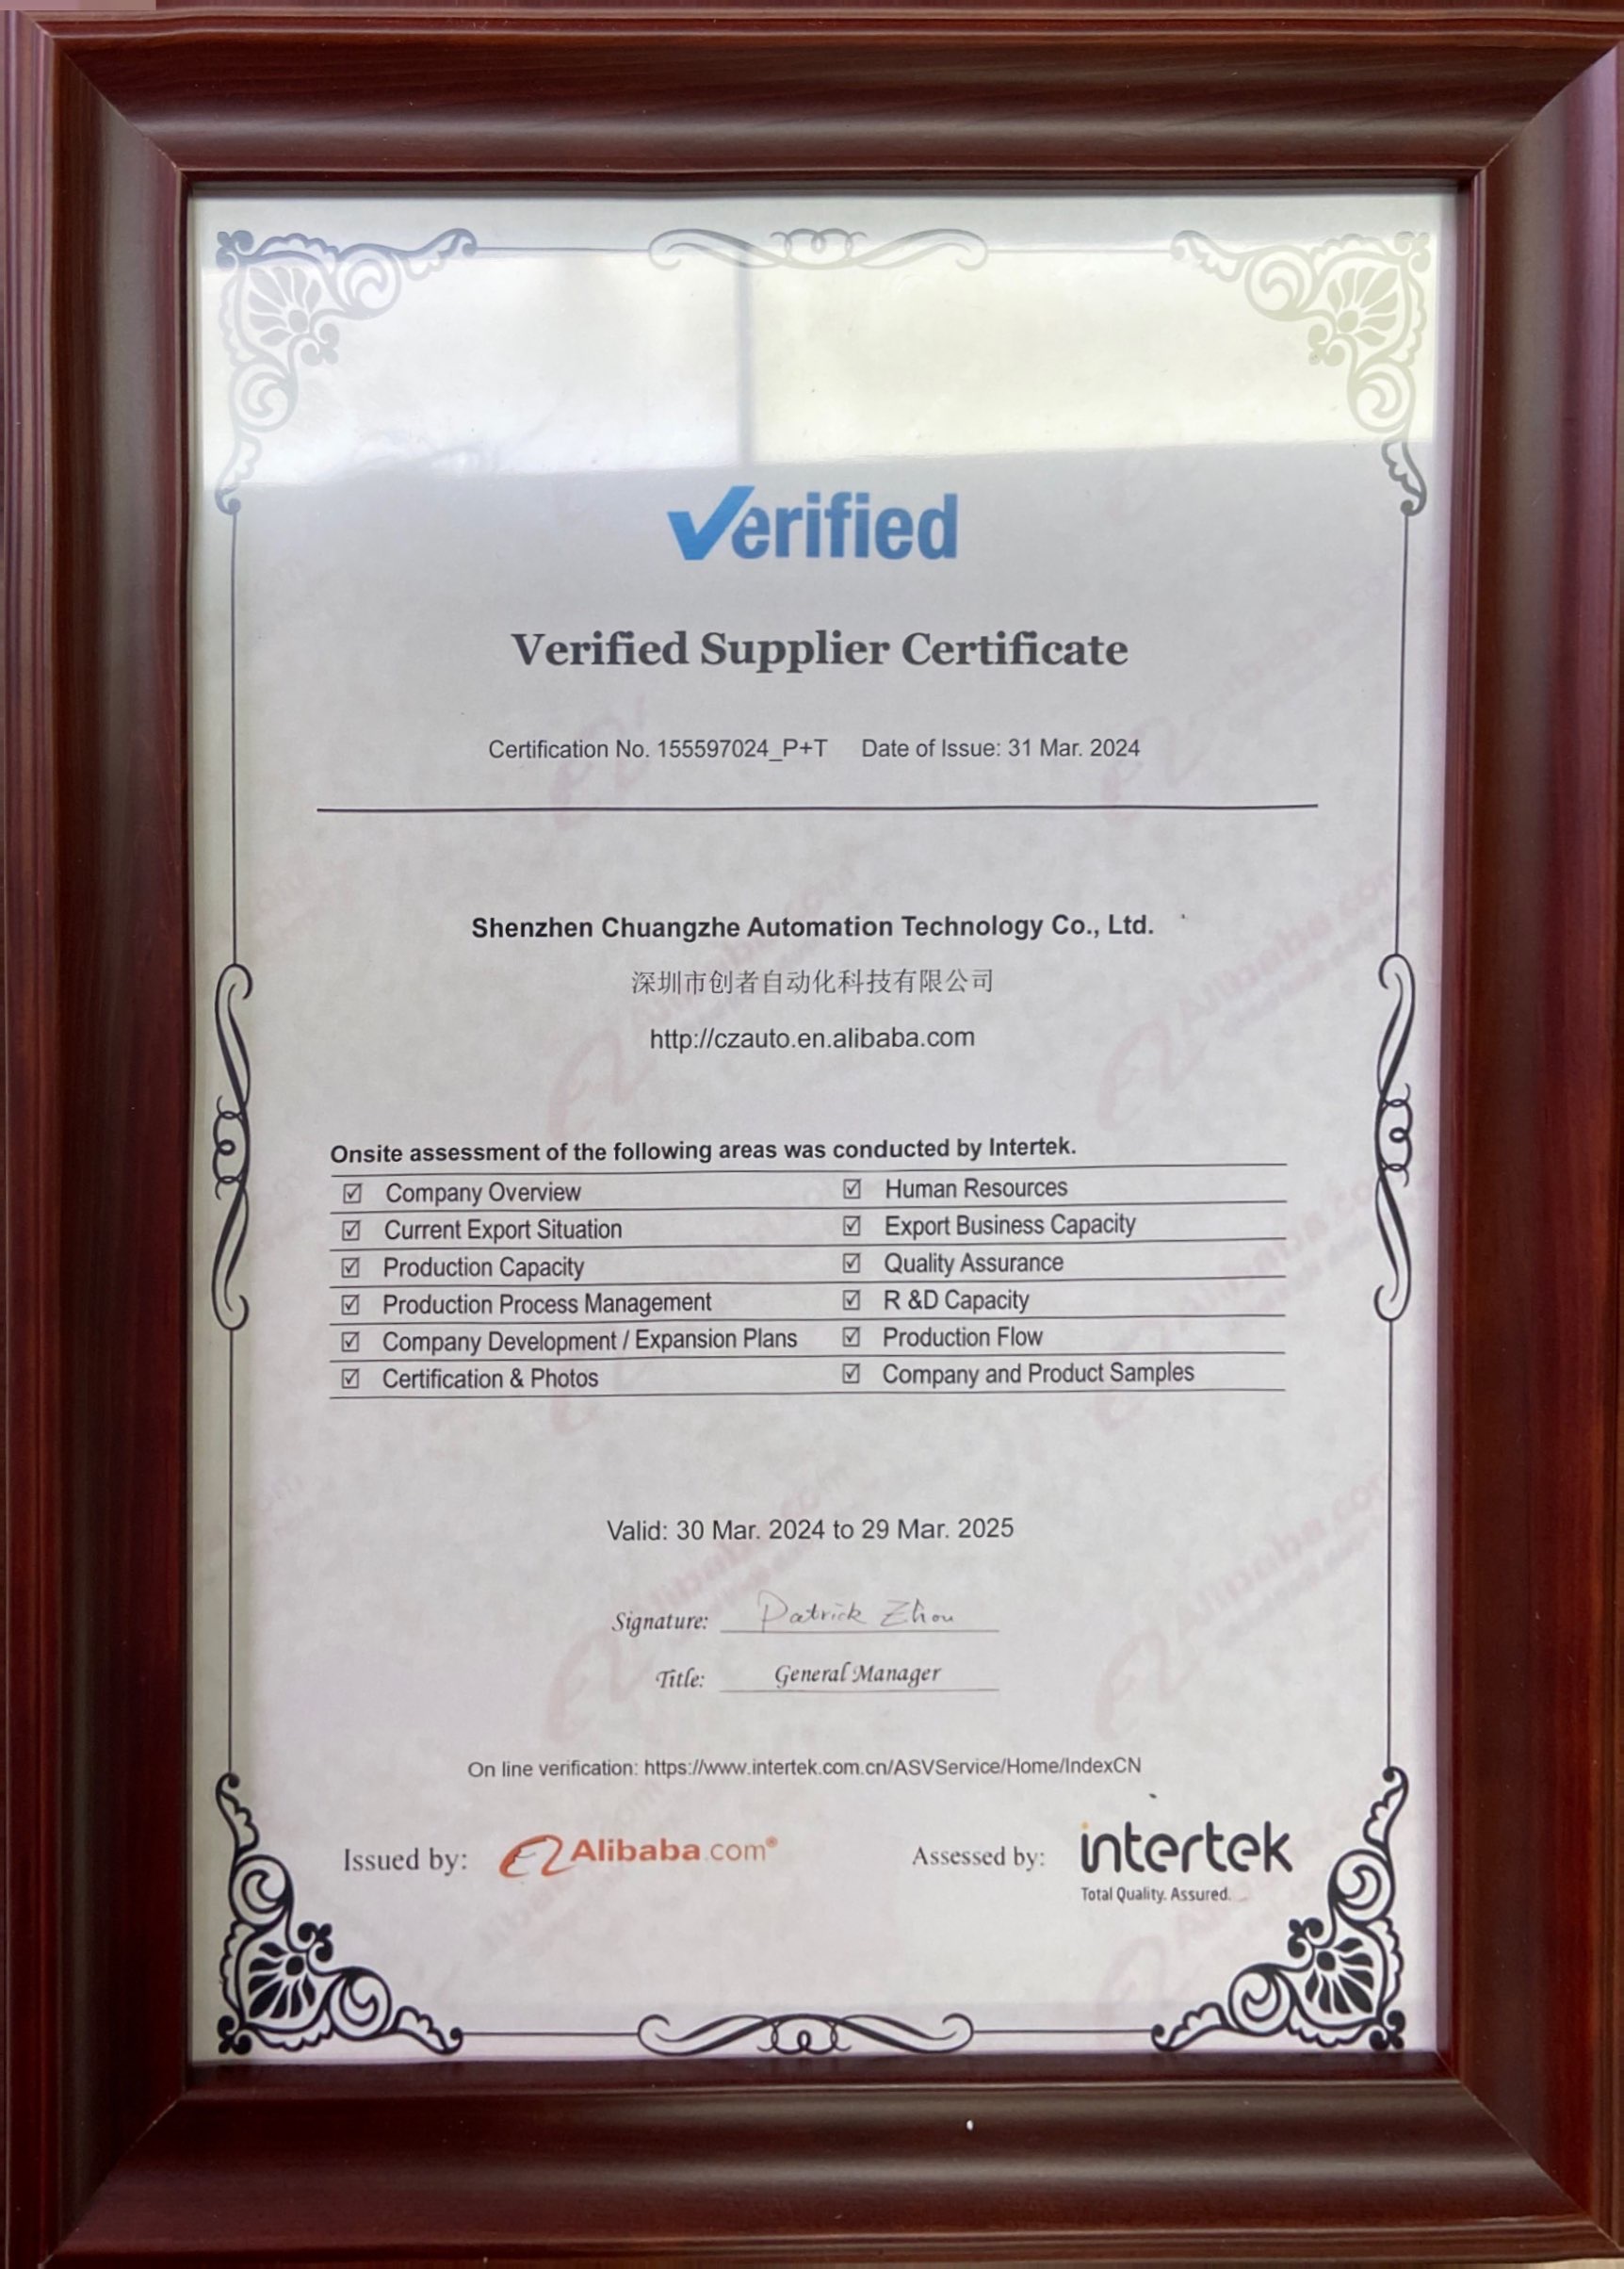 Verified
Verified Supplier Certificate
Certification No. 155597024_P+T Date of Issue: 31 Mar. 2024
Shenzhen Chuangzhe Automation Technology Co., Ltd.
深圳市创者自动化科技有限公司
http://czauto.en.alibaba.com
Onsite assessment of the following areas was conducted by Intertek.
☑ Company Overview ☑ Human Resources
☑ Current Export Situation ☑ Export Business Capacity
☑ Production Capacity ☑ Quality Assurance
☑ Production Process Management ☑ R &D Capacity
☑ Company Development / Expansion Plans ☑ Production Flow
☑ Certification & Photos ☑ Company and Product Samples
Valid: 30 Mar. 2024 to 29 Mar. 2025
Signature: Patrick Zhou
Title: General Manager
On line verification: https://www.intertek.com.cn/ASVService/Home/IndexCN
Issued by: Alibaba.com® Assessed by: intertek
Total Quality. Assured.